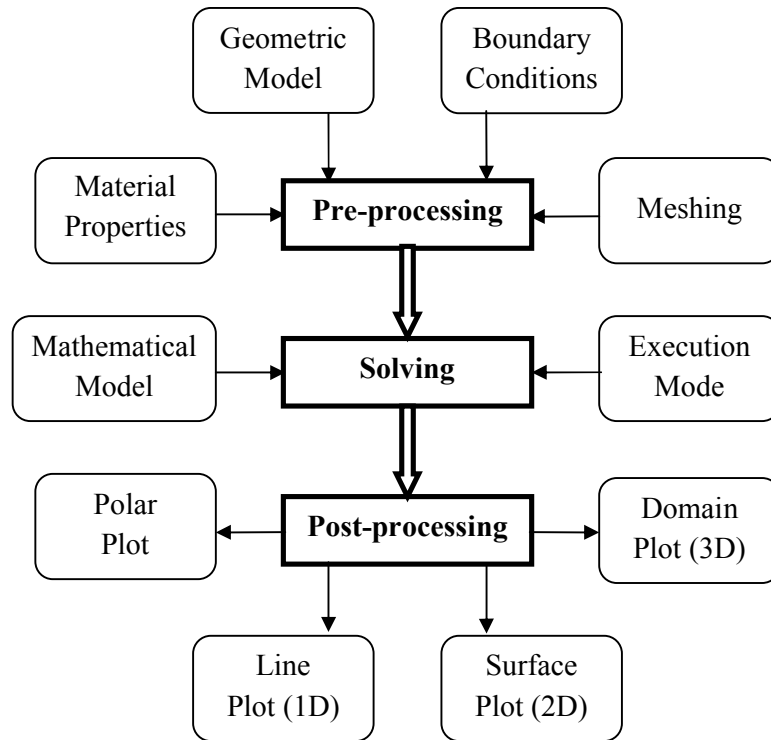 Geometric
Model
Boundary
Conditions
Material
Properties
Pre-processing
Meshing
Mathematical
Model
Solving
Execution
Mode
Polar
Plot
Post-processing
Domain
Plot (3D)
Line
Plot (1D)
Surface
Plot (2D)